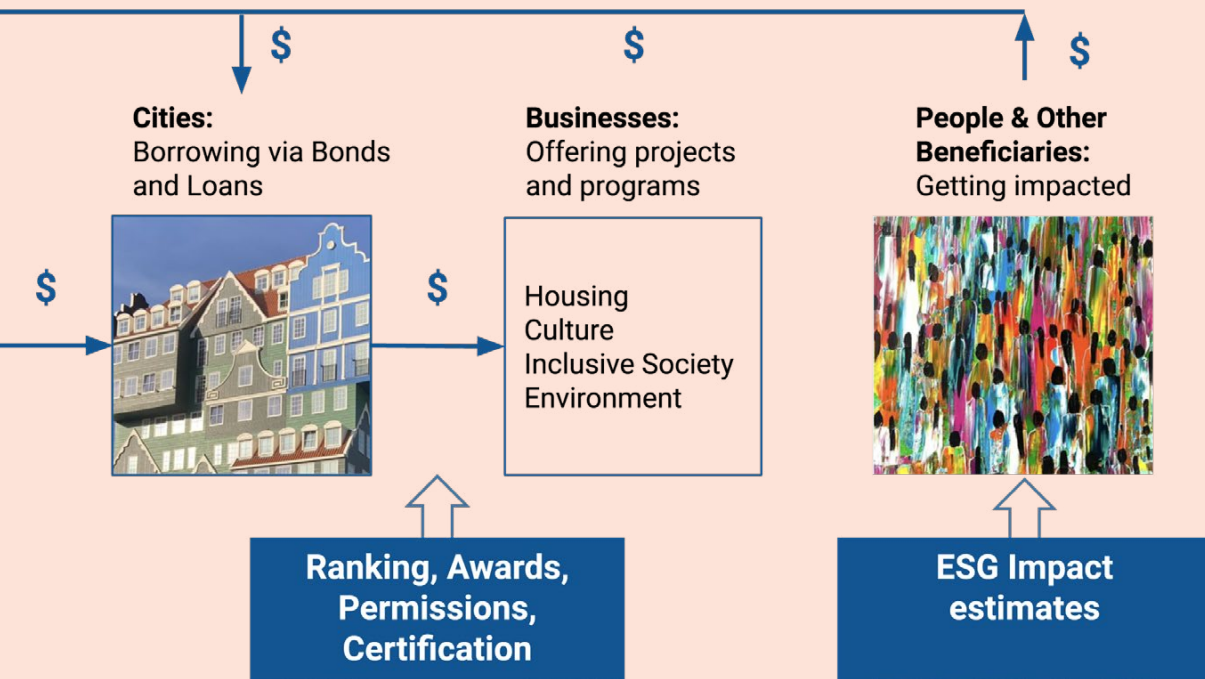 $
$
$
Cities:
Borrowing via Bonds
and Loans
Businesses:
Offering projects
and programs
People & Other
Beneficiaries:
Getting impacted
$
$
Housing
Culture
Inclusive Society
Environment
Ranking, Awards,
Permissions,
Certification
ESG Impact
estimates